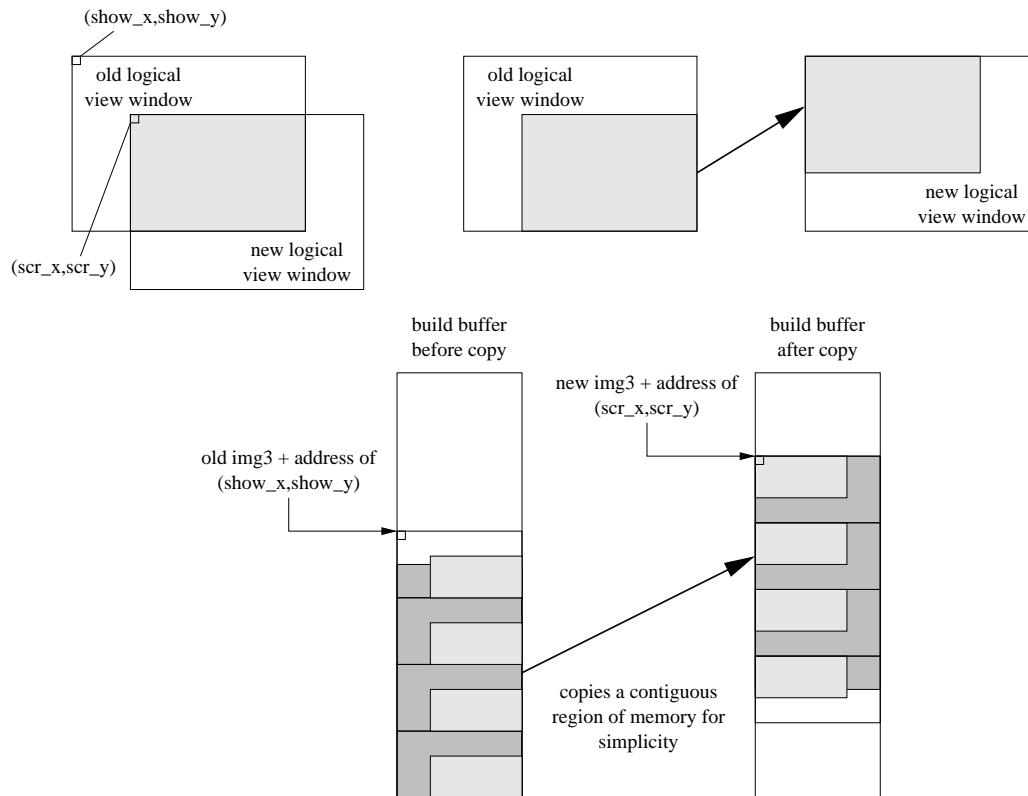 (show_x,show_y)
old logical
view window
new logical
view window
(scr_x,scr_y)
old logical
view window
new logical
view window
build buffer
before copy
build buffer
after copy
new img3 + address of
(scr_x,scr_y)
old img3 + address of
(show_x,show_y)
copies a contiguous
region of memory for
simplicity